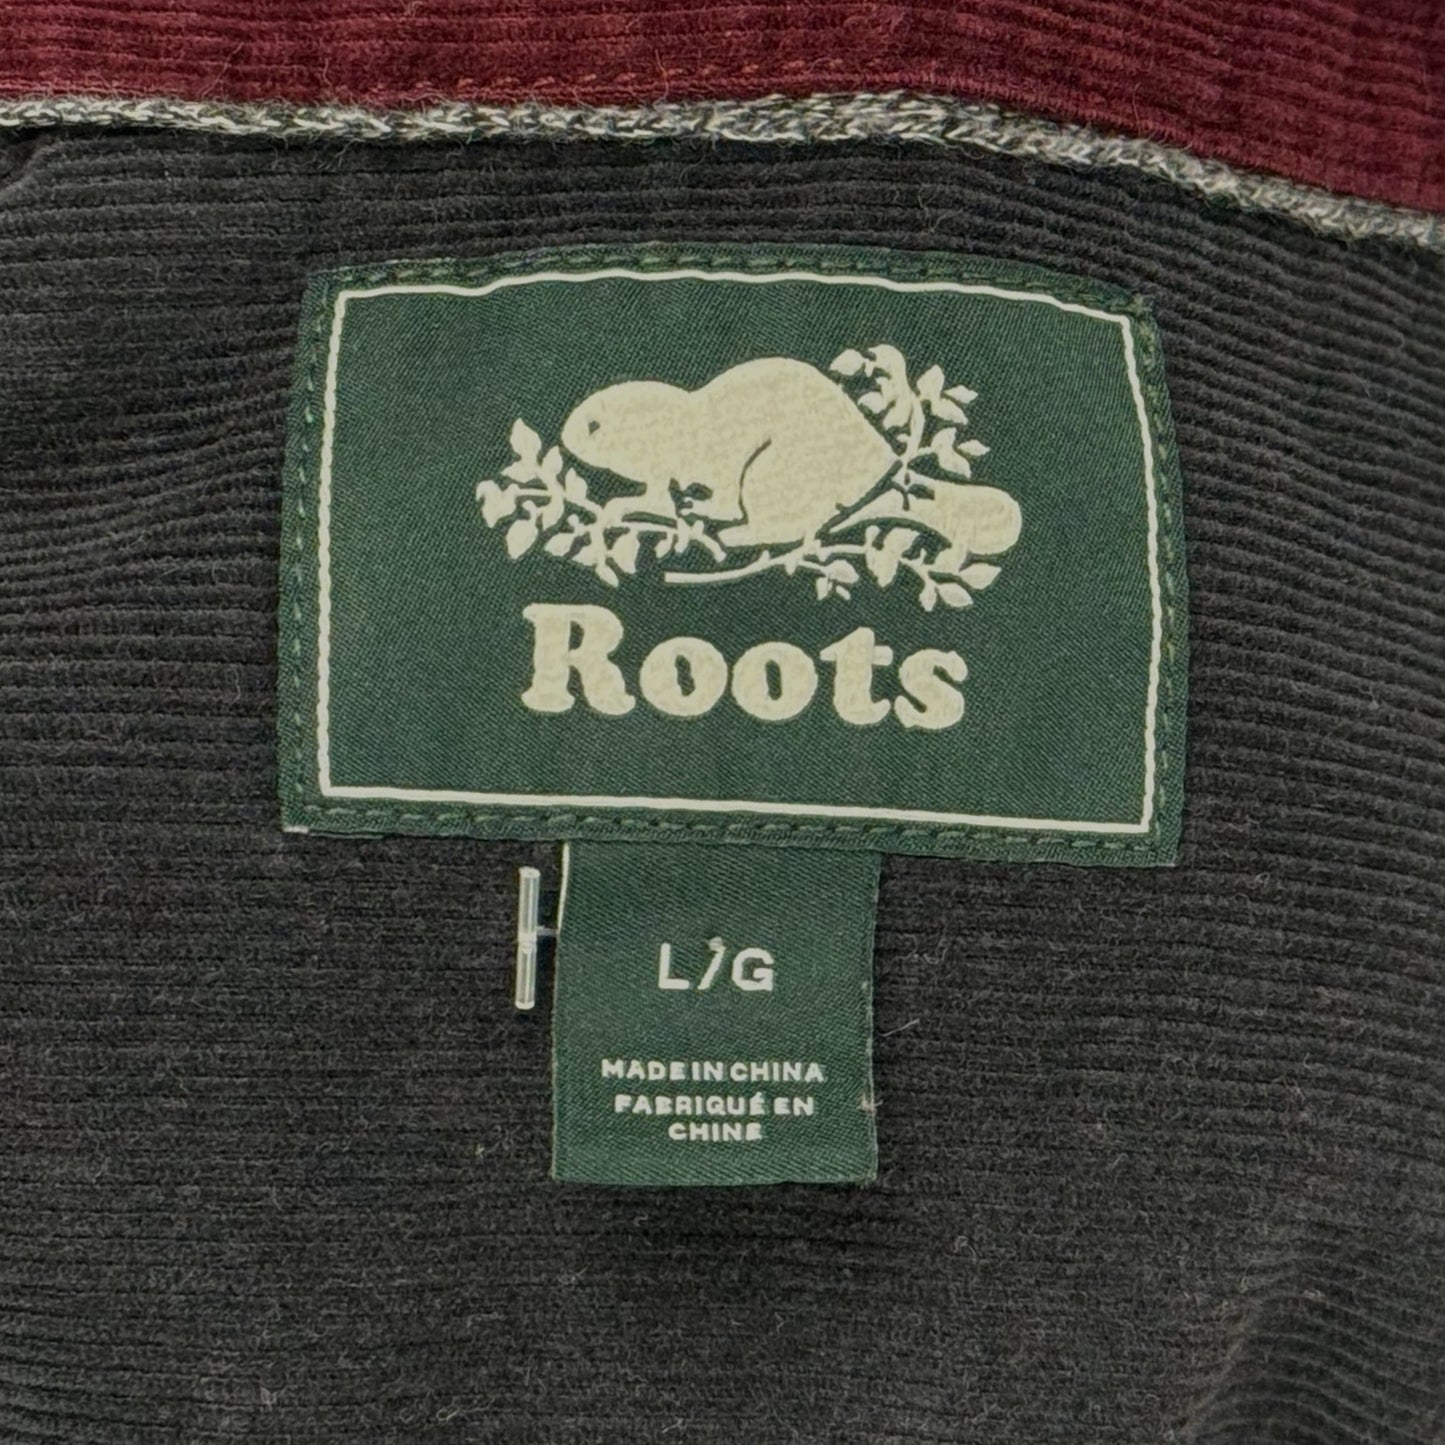 Roots
L/G
MADE IN CHINA
FABRIQUÉ EN
CHINE